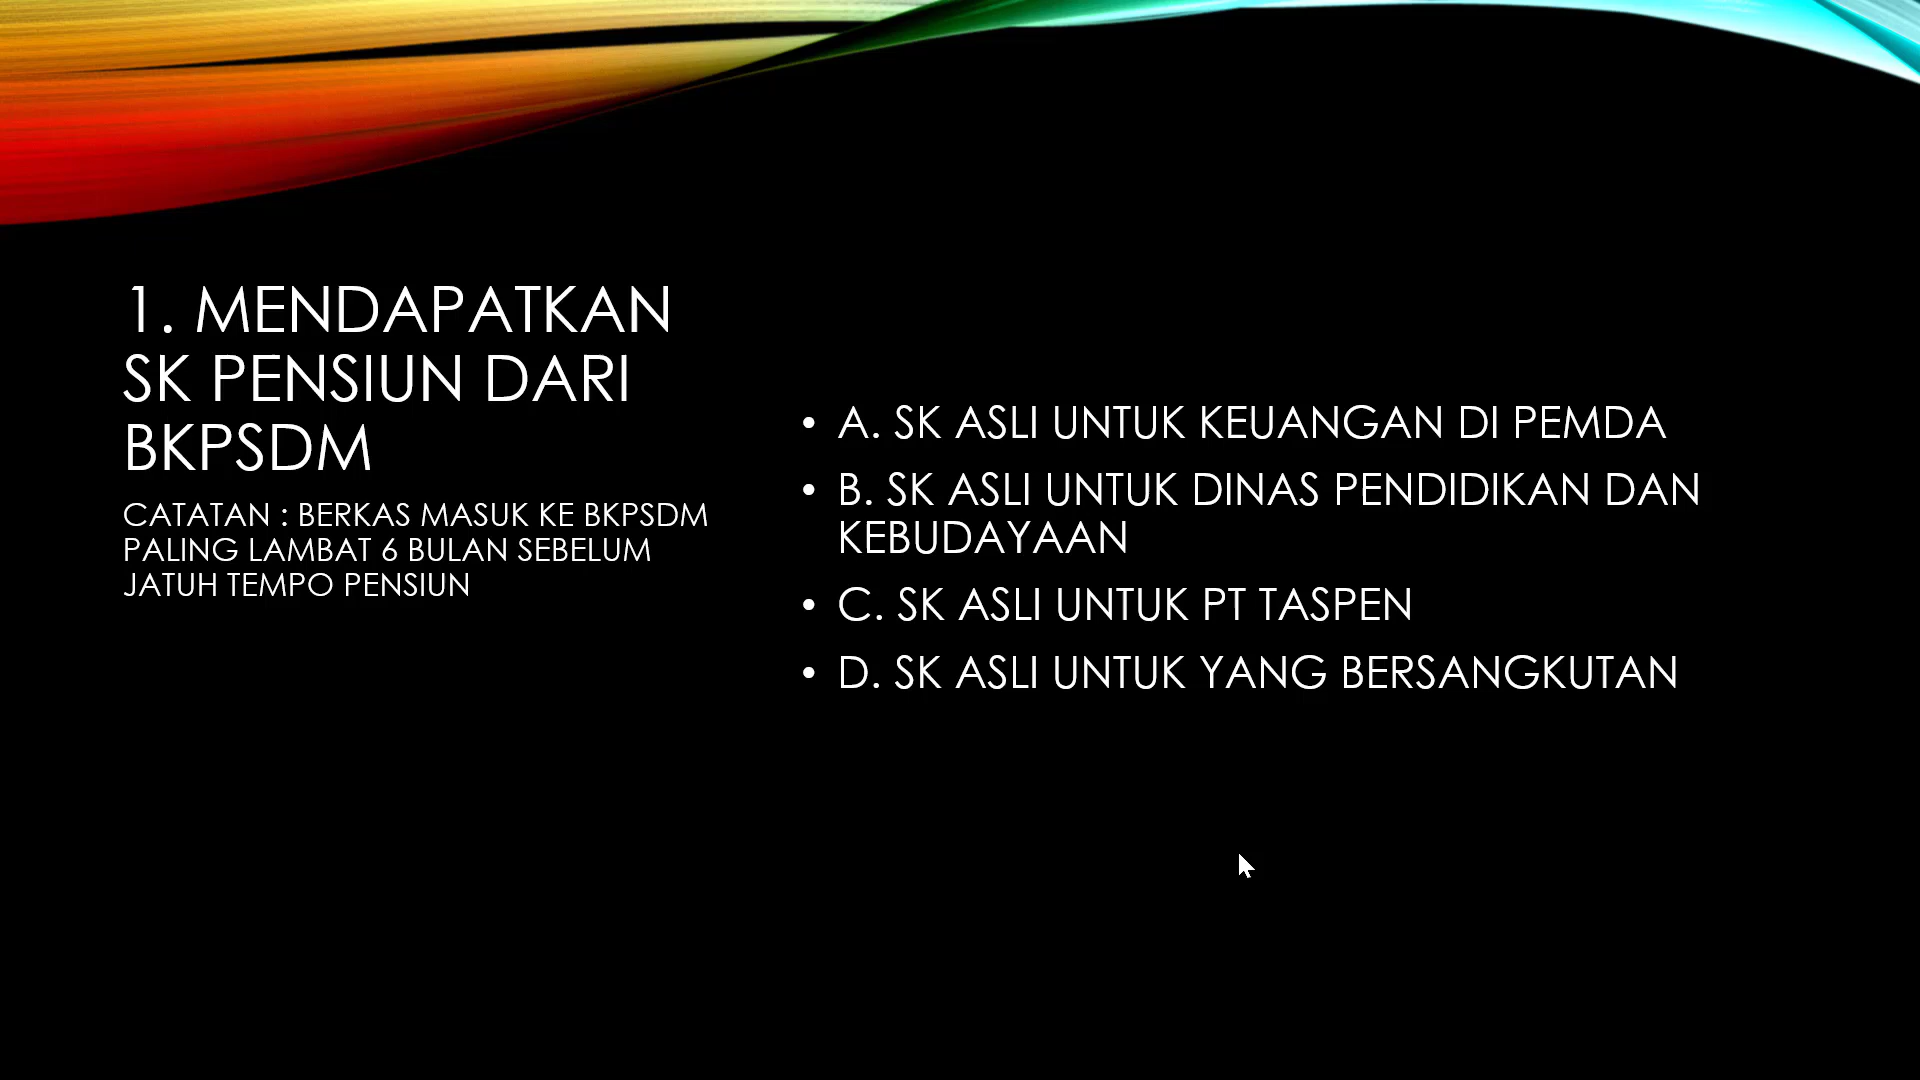 1. MENDAPATKAN
SK PENSIUN DARI
BKPSDM
CATATAN : BERKAS MASUK KE BKPSDM
PALING LAMBAT 6 BULAN SEBELUM
JATUH TEMPO PENSIUN
• A. SK ASLI UNTUK KEUANGAN DI PEMDA
• B. SK ASLI UNTUK DINAS PENDIDIKAN DAN
KEBUDAYAAN
• C. SK ASLI UNTUK PT TASPEN
• D. SK ASLI UNTUK YANG BERSANGKUTAN